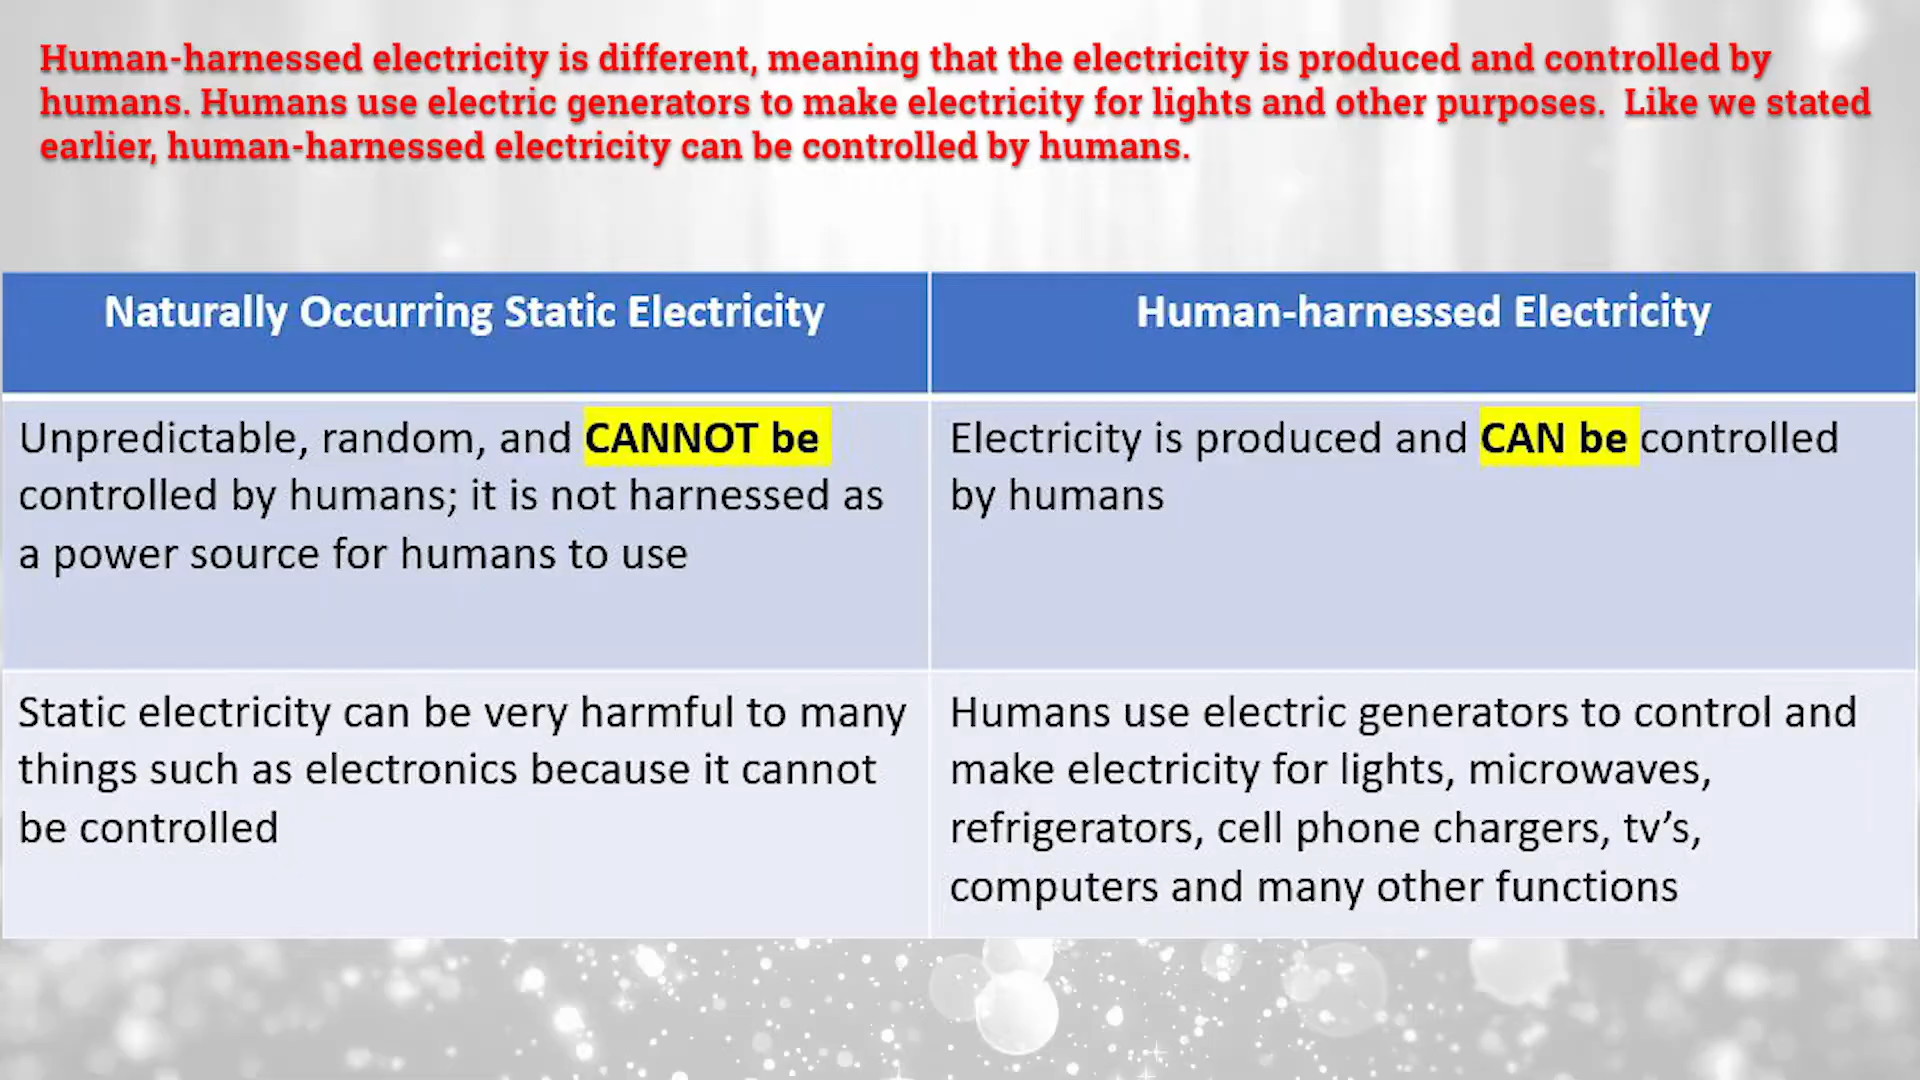 Human-harnessed electricity is different, meaning that the electricity is produced and controlled by
humans. Humans use electric generators to make electricity for lights and other purposes.  Like we stated
earlier, human-harnessed electricity can be controlled by humans.
Naturally Occurring Static Electricity
Human-harnessed Electricity
Unpredictable, random, and CANNOT be
controlled by humans; it is not harnessed as
a power source for humans to use
Electricity is produced and CAN be controlled
by humans
Static electricity can be very harmful to many
things such as electronics because it cannot
be controlled
Humans use electric generators to control and
make electricity for lights, microwaves,
refrigerators, cell phone chargers, tv’s,
computers and many other functions